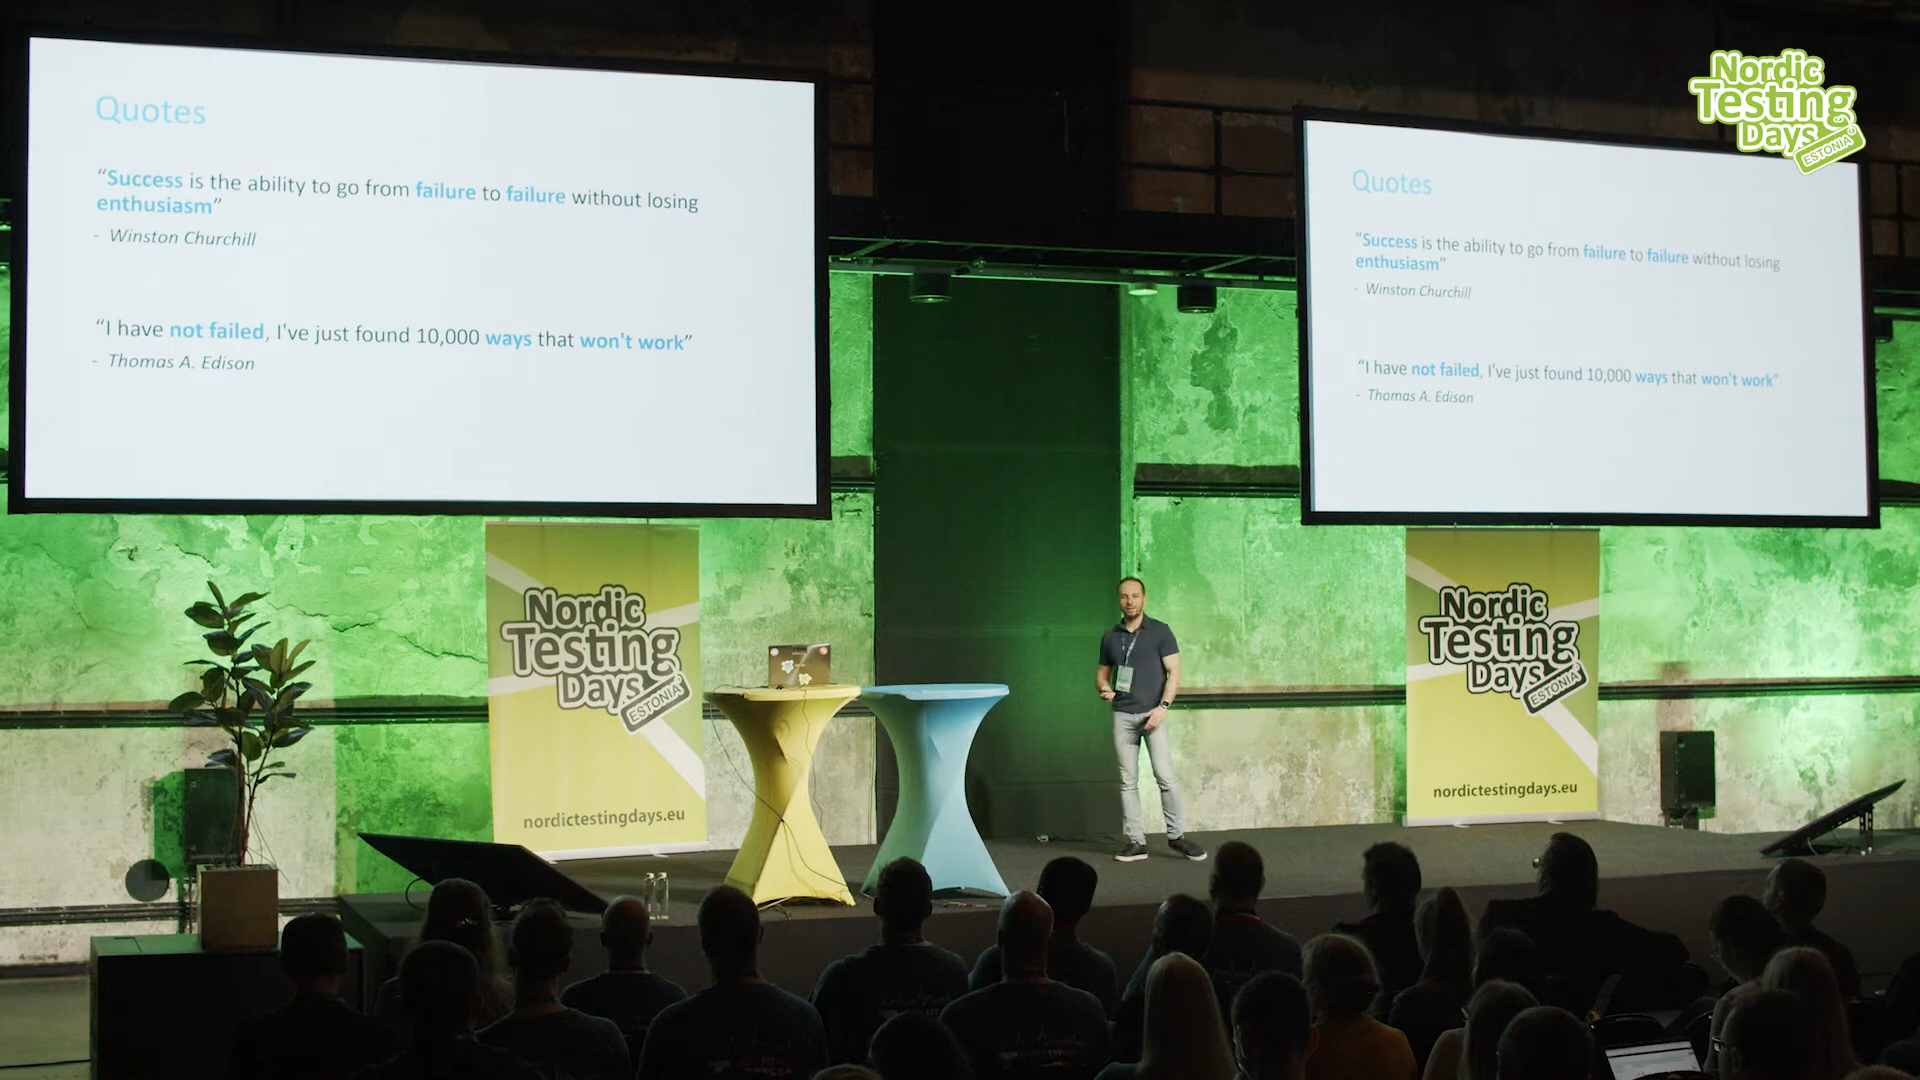 Quotes
“Success is the ability to go from failure to failure without losing
enthusiasm”
- Winston Churchill
“I have not failed, I've just found 10,000 ways that won't work”
- Thomas A. Edison
Quotes
“Success is the ability to go from failure to failure without losing
enthusiasm”
- Winston Churchill
“I have not failed, I've just found 10,000 ways that won't work”
- Thomas A. Edison
Nordic
Testing
Days
ESTONIA
Nordic
Testing
Days
ESTONIA
nordictestingdays.eu
Nordic
Testing
Days
ESTONIA
nordictestingdays.eu